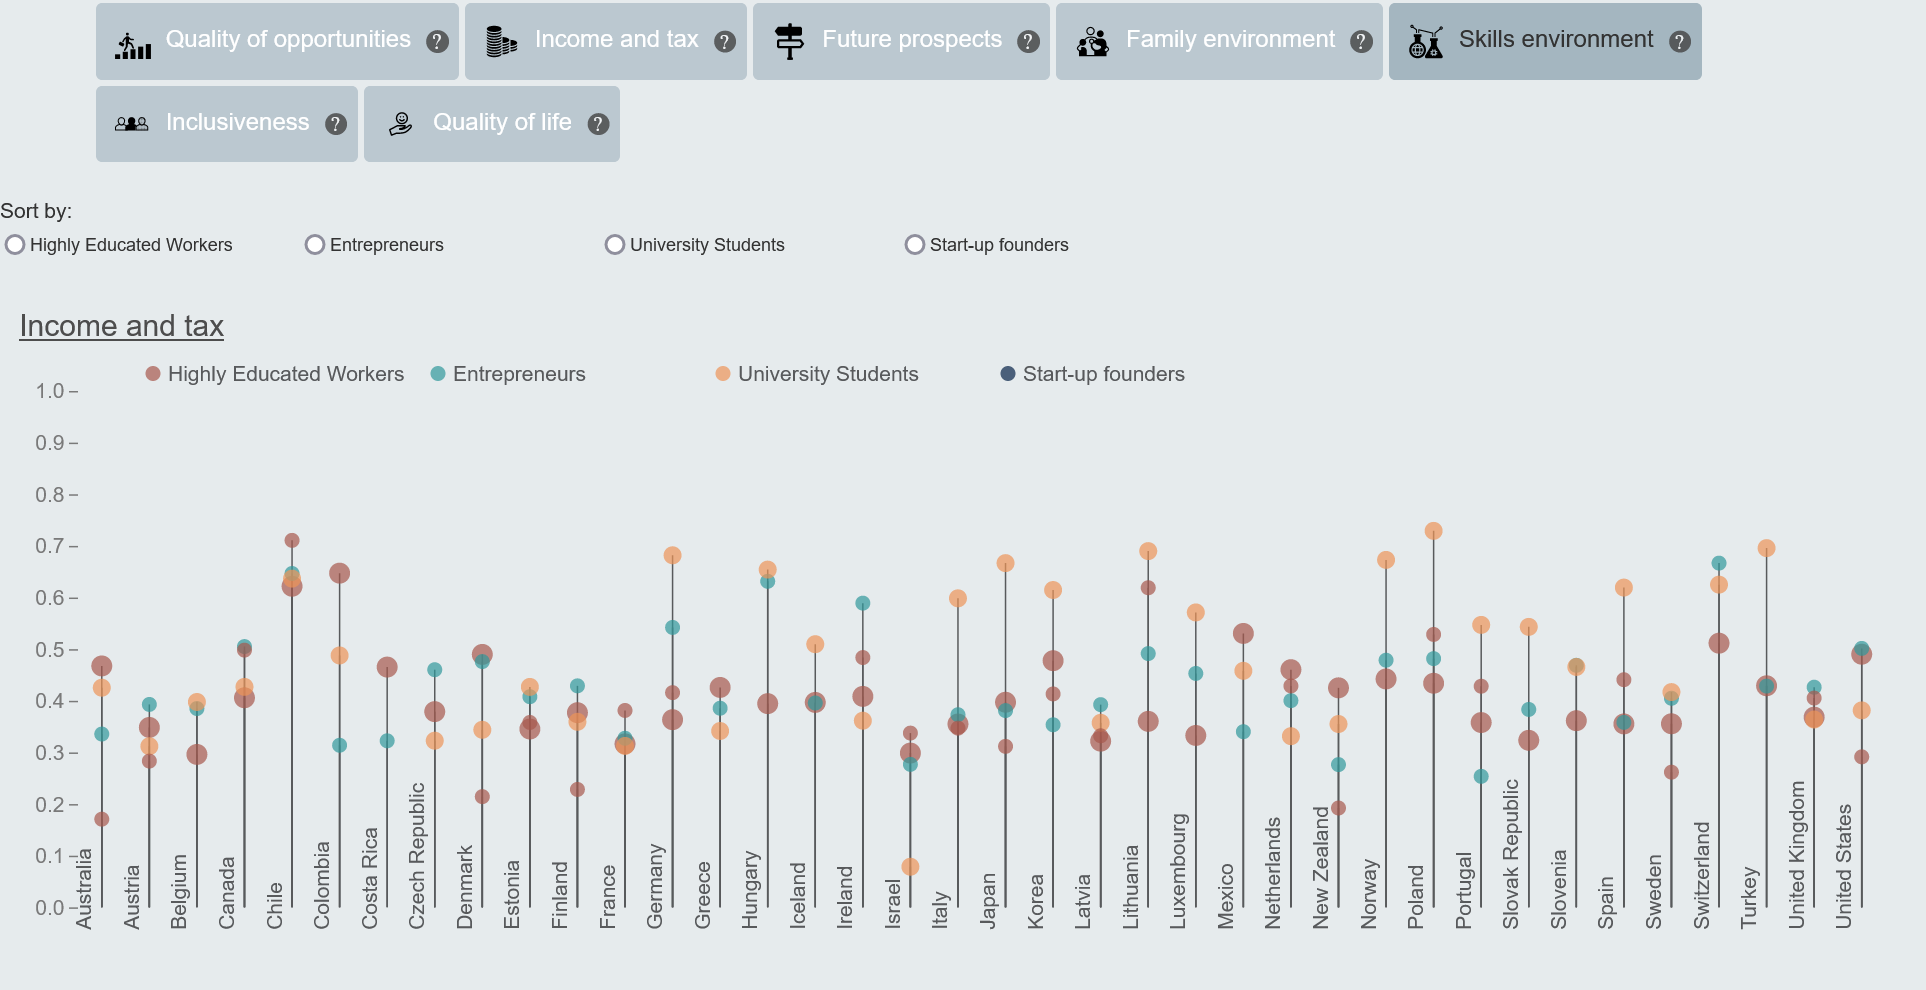 Quality of opportunities ?
Income and tax ?
Future prospects ?
Family environment ?
Skills environment ?
Inclusiveness ?
Quality of life ?
Sort by:
Highly Educated Workers
Entrepreneurs
University Students
Start-up founders
Income and tax
Highly Educated Workers
Entrepreneurs
University Students
Start-up founders
1.0
0.9
0.8
0.7
0.6
0.5
0.4
0.3
0.2
0.1
0.0
Australia
Austria
Belgium
Canada
Chile
Colombia
Costa Rica
Czech Republic
Denmark
Estonia
Finland
France
Germany
Greece
Hungary
Iceland
Ireland
Israel
Italy
Japan
Korea
Latvia
Lithuania
Luxembourg
Mexico
Netherlands
New Zealand
Norway
Poland
Portugal
Slovak Republic
Slovenia
Spain
Sweden
Switzerland
Turkey
United Kingdom
United States